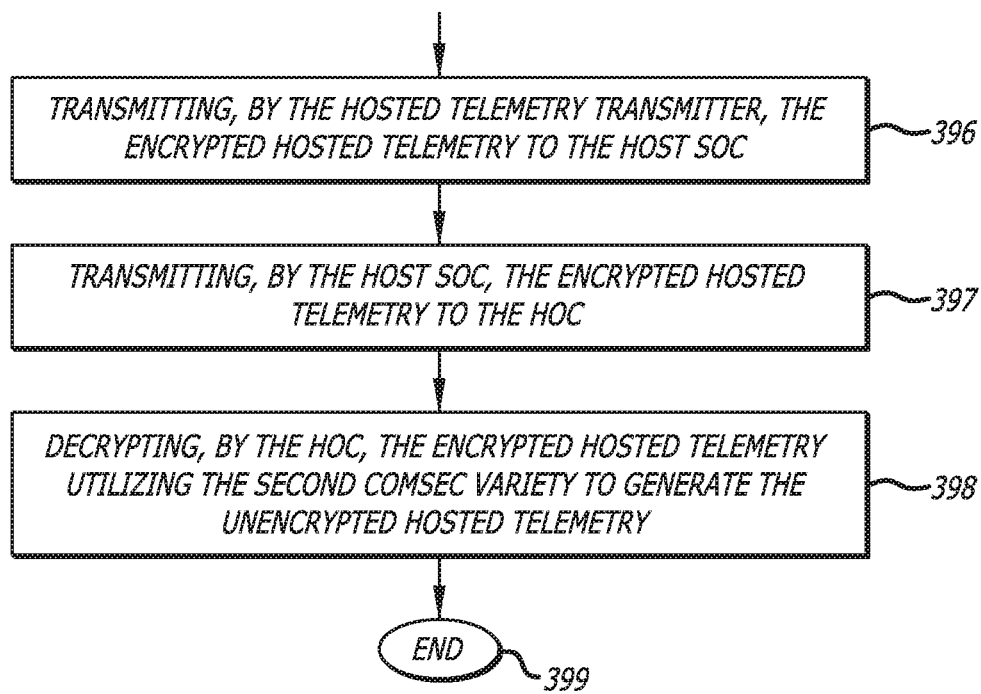 TRANSMITTING, BY THE HOSTED TELEMETRY TRANSMITTER, THE
ENCRYPTED HOSTED TELEMETRY TO THE HOST SOC
396
TRANSMITTING, BY THE HOST SOC, THE ENCRYPTED HOSTED
TELEMETRY TO THE HOC
397
DECRYPTING, BY THE HOC, THE ENCRYPTED HOSTED TELEMETRY
UTILIZING THE SECOND COMSEC VARIETY TO GENERATE THE
UNENCRYPTED HOSTED TELEMETRY
398
END
399